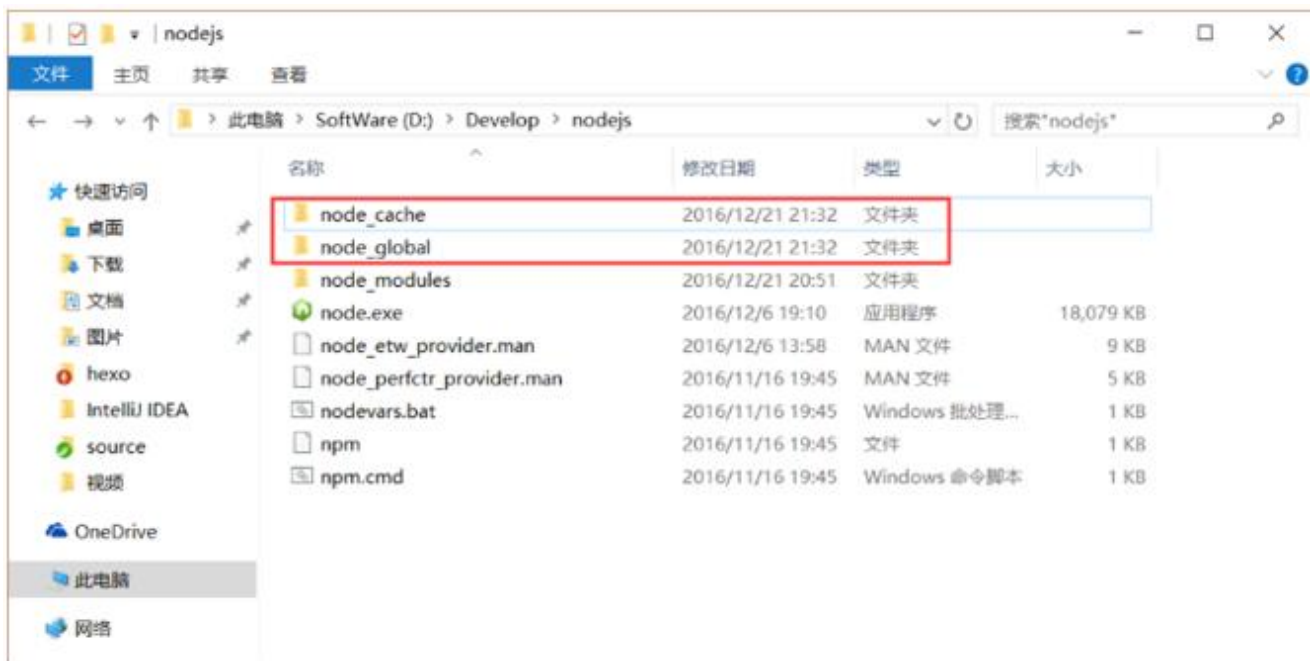 nodejs
文件 主页 共享 查看
此电脑 > SoftWare (D:) > Develop > nodejs 搜索"nodejs"
名称 修改日期 类型 大小
快速访问
桌面
下载
文档
图片
hexo
IntelliJ IDEA
source
视频
OneDrive
此电脑
网络
node_cache 2016/12/21 21:32 文件夹
node_global 2016/12/21 21:32 文件夹
node_modules 2016/12/21 20:51 文件夹
node.exe 2016/12/6 19:10 应用程序 18,079 KB
node_etw_provider.man 2016/12/6 13:58 MAN 文件 9 KB
node_perfctr_provider.man 2016/11/16 19:45 MAN 文件 5 KB
nodevars.bat 2016/11/16 19:45 Windows 批处理... 1 KB
npm 2016/11/16 19:45 文件 1 KB
npm.cmd 2016/11/16 19:45 Windows 命令脚本 1 KB